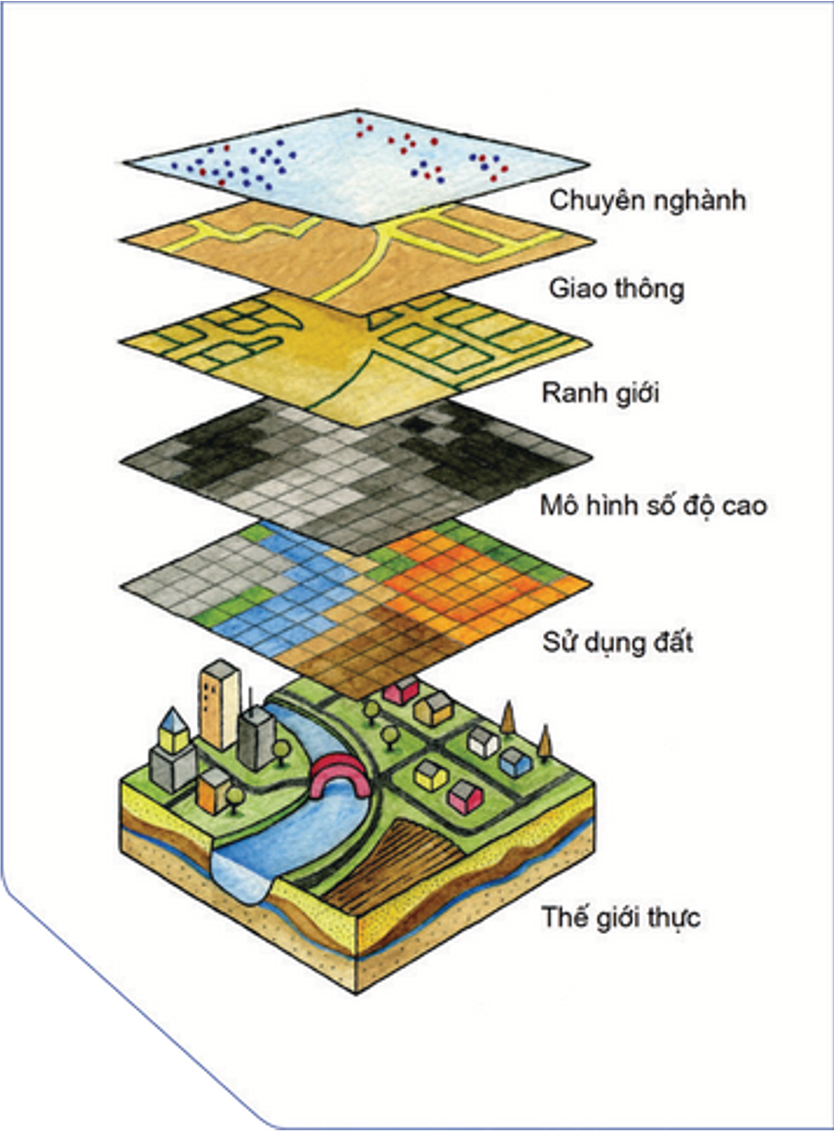 Chuyên nghành
Giao thông
Ranh giới
Mô hình số độ cao
Sử dụng đất
Thế giới thực